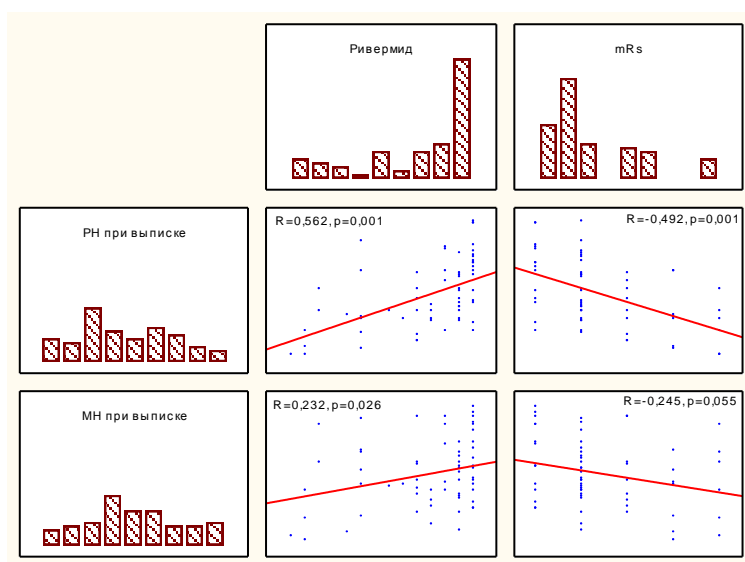 Ривермид
mRs
РН при выписке
R=0,562, p=0,001
R=-0,492, p=0,001
МН при выписке
R=0,232, p=0,026
R=-0,245, p=0,055